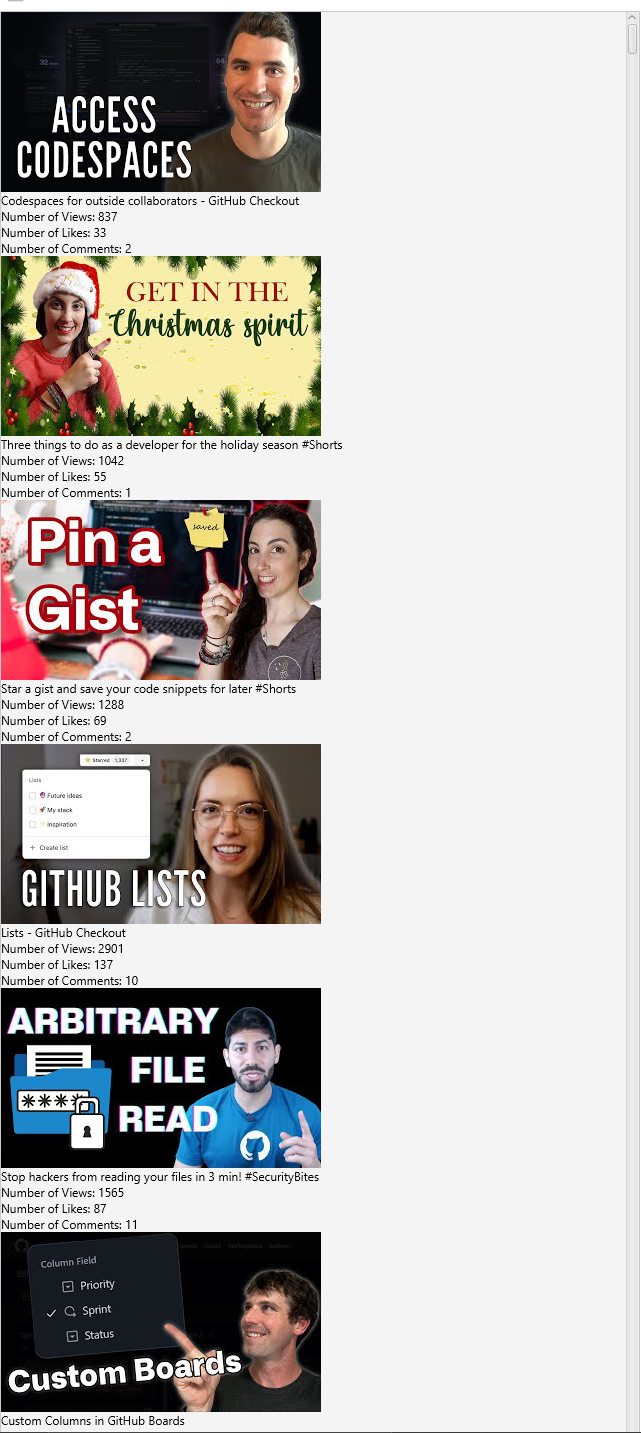 ACCESS
CODESPACES
Codespaces for outside collaborators - GitHub Checkout
Number of Views: 837
Number of Likes: 33
Number of Comments: 2
GET IN THE
Christmas spirit
Three things to do as a developer for the holiday season #Shorts
Number of Views: 1042
Number of Likes: 55
Number of Comments: 1
saved
Pin a
Gist
Star a gist and save your code snippets for later #Shorts
Number of Views: 1288
Number of Likes: 69
Number of Comments: 2
Starred 1,337
Lists
Future ideas
My stack
Inspiration
+ Create list
GITHUB LISTS
Lists - GitHub Checkout
Number of Views: 2901
Number of Likes: 137
Number of Comments: 10
ARBITRARY
FILE
READ
Stop hackers from reading your files in 3 min! #SecurityBites
Number of Views: 1565
Number of Likes: 87
Number of Comments: 11
Column Field
Priority
Sprint
Status
Custom Boards
Custom Columns in GitHub Boards